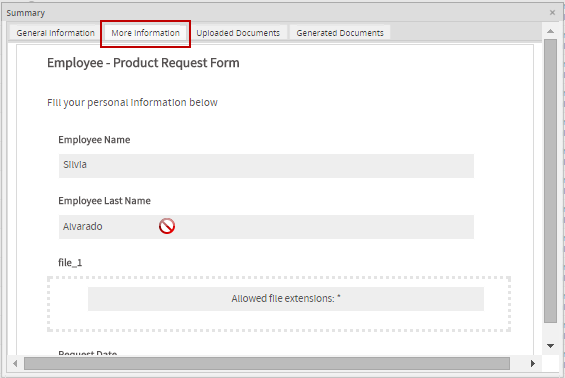 Summary
General Information More Information Uploaded Documents Generated Documents
Employee - Product Request Form
Fill your personal information below
Employee Name
Silvia
Employee Last Name
Alvarado
file_1
Allowed file extensions: *
Request Date